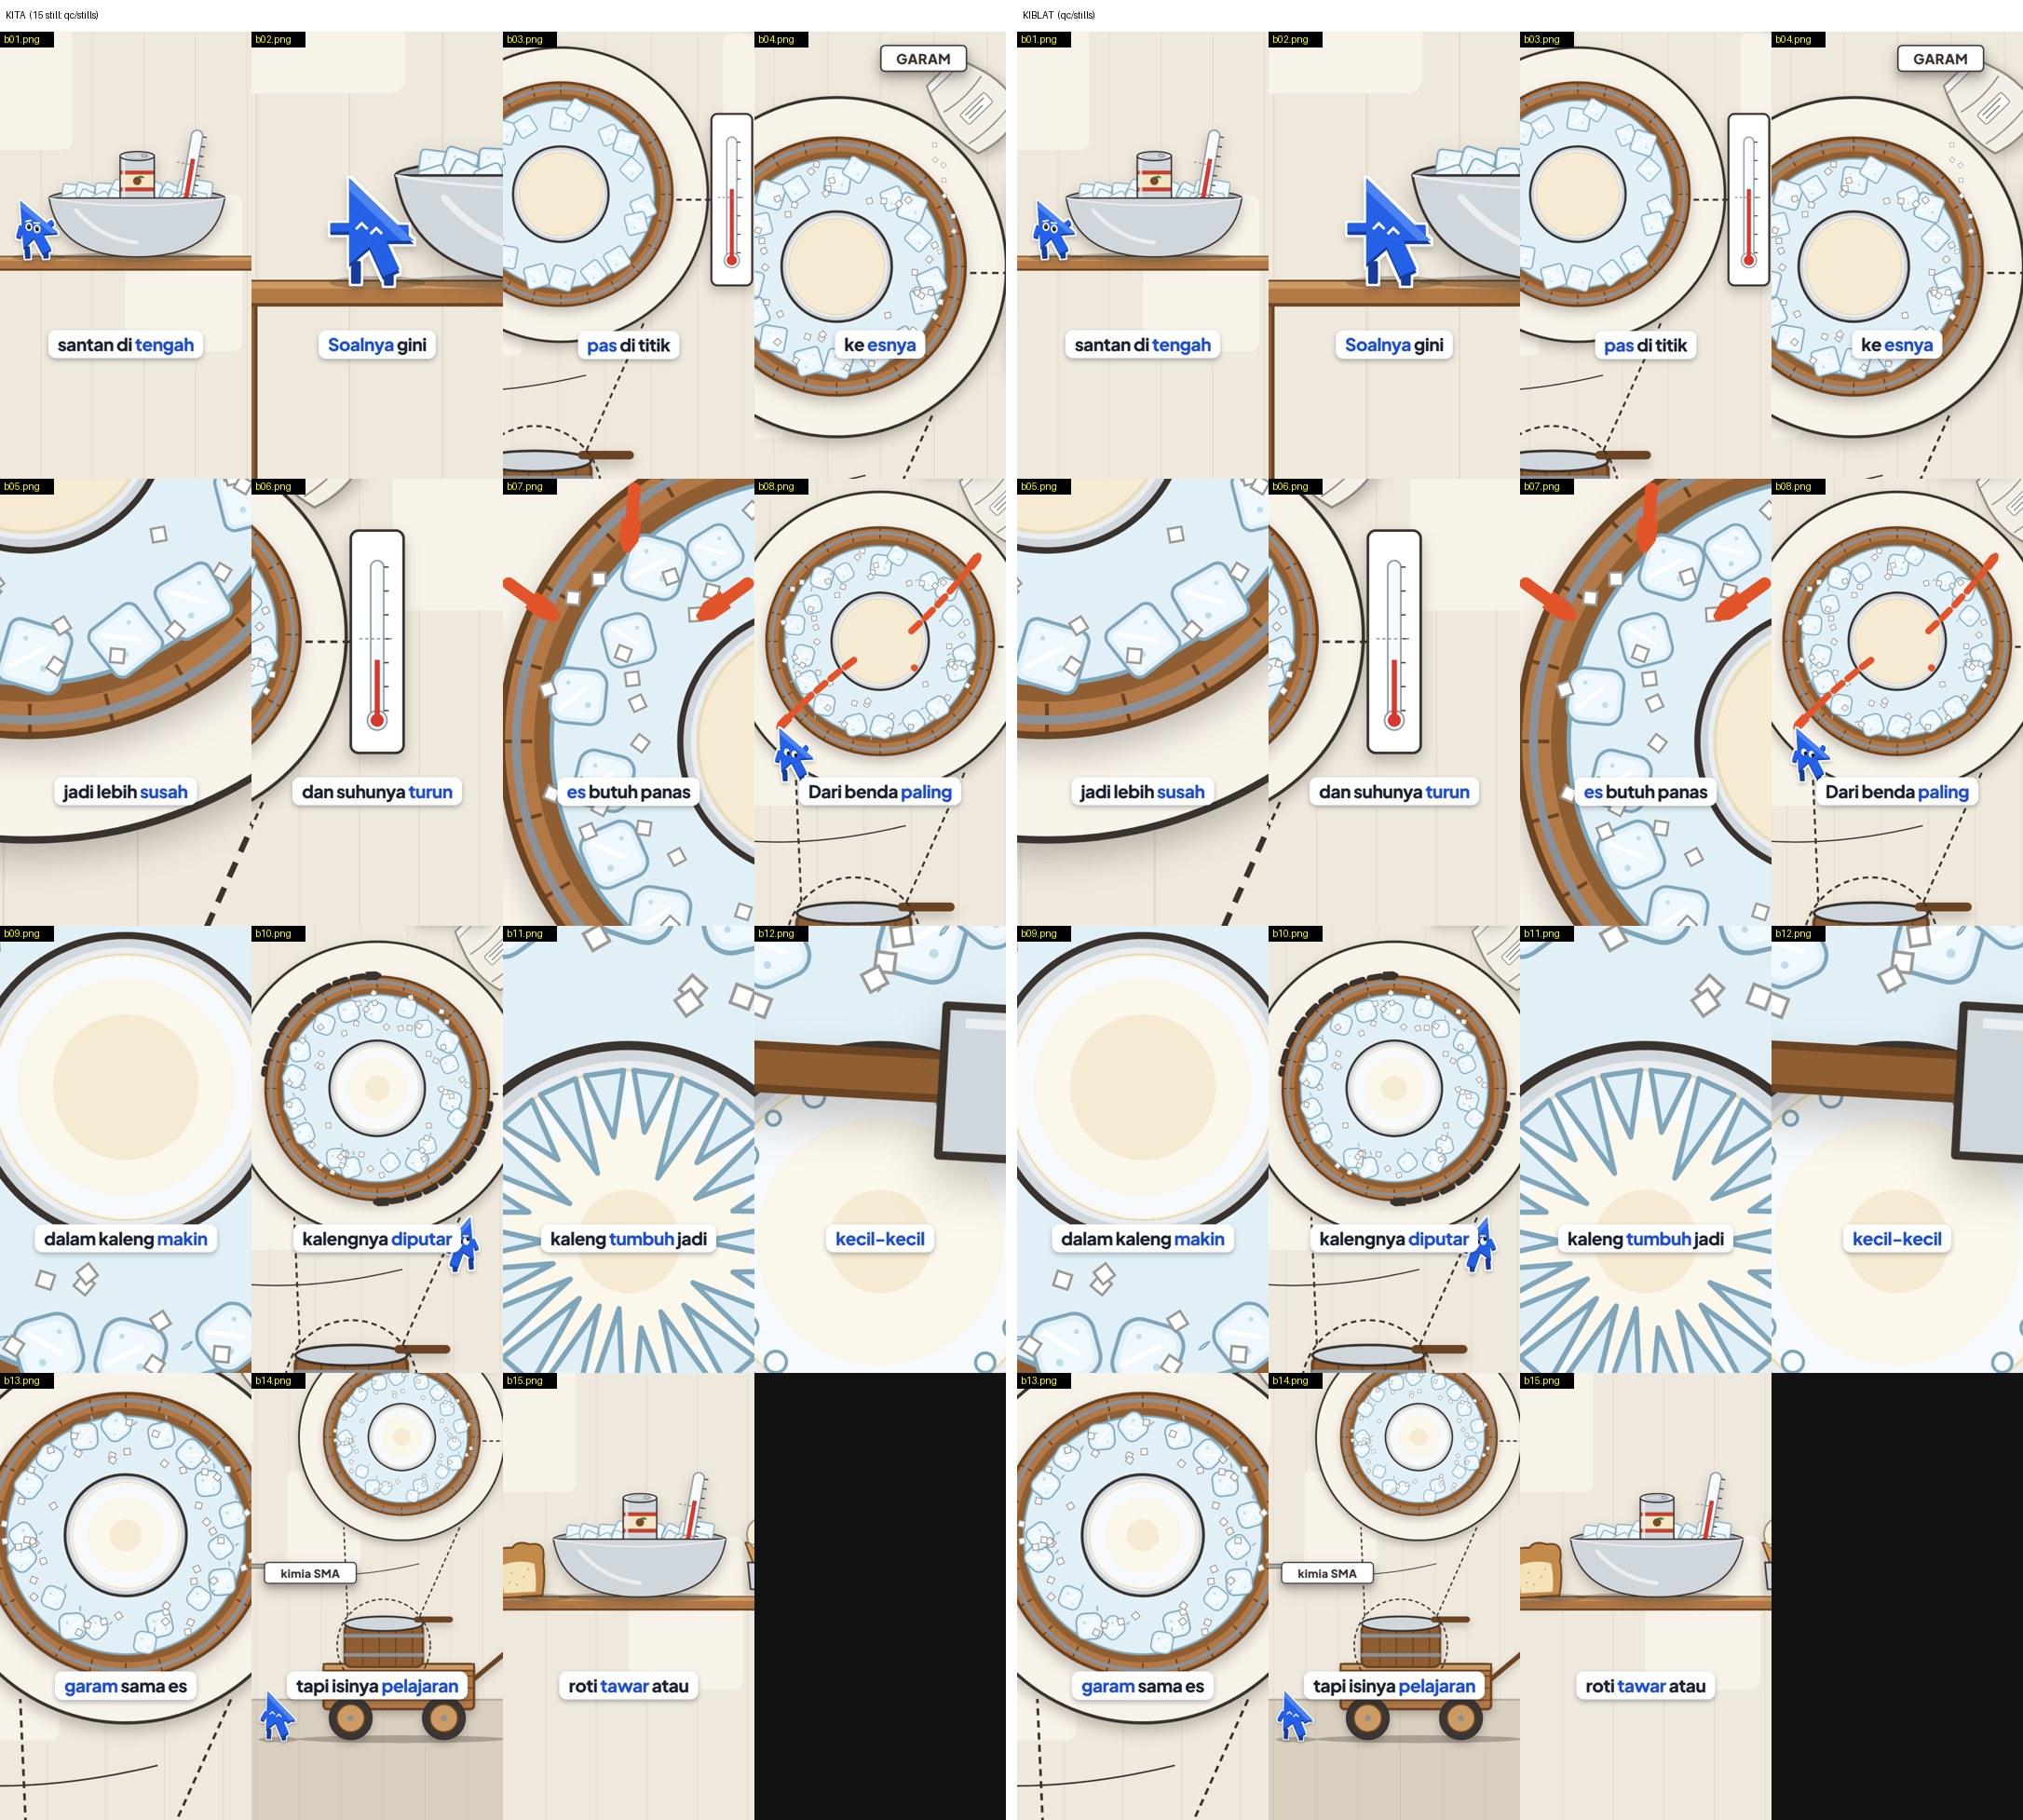 KITA (15 still: qc/stills)
KIBLAT (qc/stills)
b01.png
b02.png
b03.png
b04.png
GARAM
santan di tengah
Soalnya gini
pas di titik
ke esnya
b01.png
b02.png
b03.png
b04.png
GARAM
santan di tengah
Soalnya gini
pas di titik
ke esnya
b05.png
b06.png
b07.png
b08.png
jadi lebih susah
dan suhunya turun
es butuh panas
Dari benda paling
b05.png
b06.png
b07.png
b08.png
jadi lebih susah
dan suhunya turun
es butuh panas
Dari benda paling
b09.png
b10.png
b11.png
b12.png
dalam kaleng makin
kalengnya diputar
kaleng tumbuh jadi
kecil-kecil
b09.png
b10.png
b11.png
b12.png
dalam kaleng makin
kalengnya diputar
kaleng tumbuh jadi
kecil-kecil
b13.png
b14.png
b15.png
kimia SMA
garam sama es
tapi isinya pelajaran
roti tawar atau
b13.png
b14.png
b15.png
kimia SMA
garam sama es
tapi isinya pelajaran
roti tawar atau